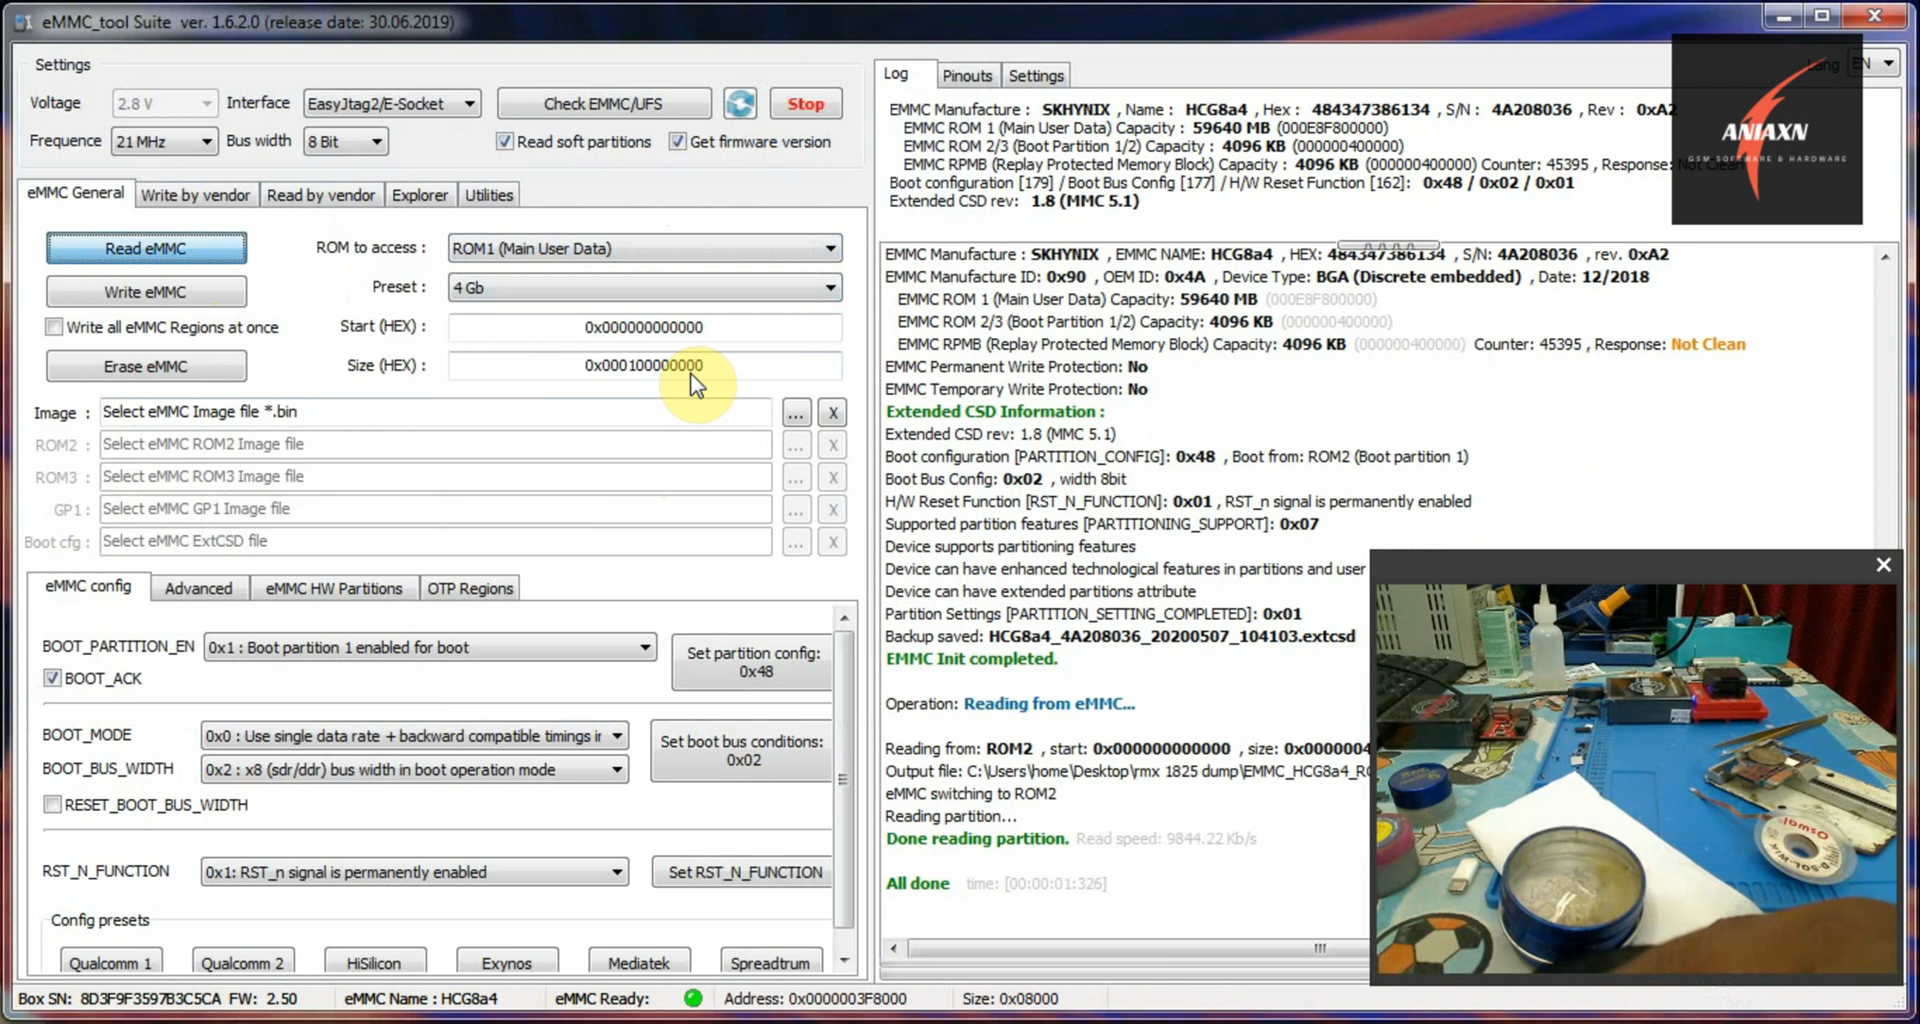 eMMC_tool Suite ver. 1.6.2.0 (release date: 30.06.2019)
Settings
Voltage 2.8 V Interface EasyJtag2/E-Socket Check EMMC/UFS Stop
Frequency 21 MHz Bus width 8 Bit Read soft partitions Get firmware version
eMMC General Write by vendor Read by vendor Explorer Utilities
Read eMMC ROM to access : ROM1 (Main User Data)
Write eMMC Preset : 4 Gb
Write all eMMC Regions at once Start (HEX) : 0x000000000000
Erase eMMC Size (HEX) : 0x000100000000
Image : Select eMMC Image file *.bin ... X
ROM2 : Select eMMC ROM2 Image file ... X
ROM3 : Select eMMC ROM3 Image file ... X
GP1 : Select eMMC GP1 Image file ... X
Boot cfg : Select eMMC ExtCSD file ... X
eMMC config Advanced eMMC HW Partitions OTP Regions
BOOT_PARTITION_EN 0x1 : Boot partition 1 enabled for boot Set partition config: 0x48
BOOT_ACK
BOOT_MODE 0x0 : Use single data rate + backward compatible timings ir
BOOT_BUS_WIDTH 0x2 : x8 (sdr/ddr) bus width in boot operation mode Set boot bus conditions: 0x02
RESET_BOOT_BUS_WIDTH
RST_N_FUNCTION 0x1: RST_n signal is permanently enabled Set RST_N_FUNCTION
Config presets
Qualcomm 1 Qualcomm 2 HiSilicon Exynos Mediatek Spreadtrum
Log Pinouts Settings Lang EN
ANIAXN
GSM SOFTWARE & HARDWARE
EMMC Manufacture : SKHYNIX , Name : HCG8a4 , Hex : 484347386134 , S/N : 4A208036 , Rev : 0xA2
EMMC ROM 1 (Main User Data) Capacity : 59640 MB (000E8F800000)
EMMC ROM 2/3 (Boot Partition 1/2) Capacity : 4096 KB (000000400000)
EMMC RPMB (Replay Protected Memory Block) Capacity : 4096 KB (000000400000) Counter: 45395 , Response: Not Clean
Boot configuration [179] / Boot Bus Config [177] / H/W Reset Function [162]: 0x48 / 0x02 / 0x01
Extended CSD rev: 1.8 (MMC 5.1)
EMMC Manufacture : SKHYNIX , EMMC NAME: HCG8a4 , HEX: 484347386134 , S/N: 4A208036 , rev. 0xA2
EMMC Manufacture ID: 0x90 , OEM ID: 0x4A , Device Type: BGA (Discrete embedded) , Date: 12/2018
EMMC ROM 1 (Main User Data) Capacity: 59640 MB (000E8F800000)
EMMC ROM 2/3 (Boot Partition 1/2) Capacity: 4096 KB (000000400000)
EMMC RPMB (Replay Protected Memory Block) Capacity: 4096 KB (000000400000) Counter: 45395 , Response: Not Clean
EMMC Permanent Write Protection: No
EMMC Temporary Write Protection: No
Extended CSD Information :
Extended CSD rev: 1.8 (MMC 5.1)
Boot configuration [PARTITION_CONFIG]: 0x48 , Boot from: ROM2 (Boot partition 1)
Boot Bus Config: 0x02 , width 8bit
H/W Reset Function [RST_N_FUNCTION]: 0x01 , RST_n signal is permanently enabled
Supported partition features [PARTITIONING_SUPPORT]: 0x07
Device supports partitioning features
Device can have enhanced technological features in partitions and user
Device can have extended partitions attribute
Partition Settings [PARTITION_SETTING_COMPLETED]: 0x01
Backup saved: HCG8a4_4A208036_20200507_104103.extcsd
EMMC Init completed.
Operation: Reading from eMMC...
Reading from: ROM2 , start: 0x000000000000 , size: 0x0000004
Output file: C:\Users\home\Desktop\rmx 1825 dump\EMMC_HCG8a4_RO
eMMC switching to ROM2
Reading partition...
Done reading partition. Read speed: 9844.22 Kb/s
All done time: [00:00:01:326]
Box SN: 8D3F9F3597B3C5CA FW: 2.50 eMMC Name : HCG8a4 eMMC Ready: Address: 0x0000003F8000 Size: 0x08000